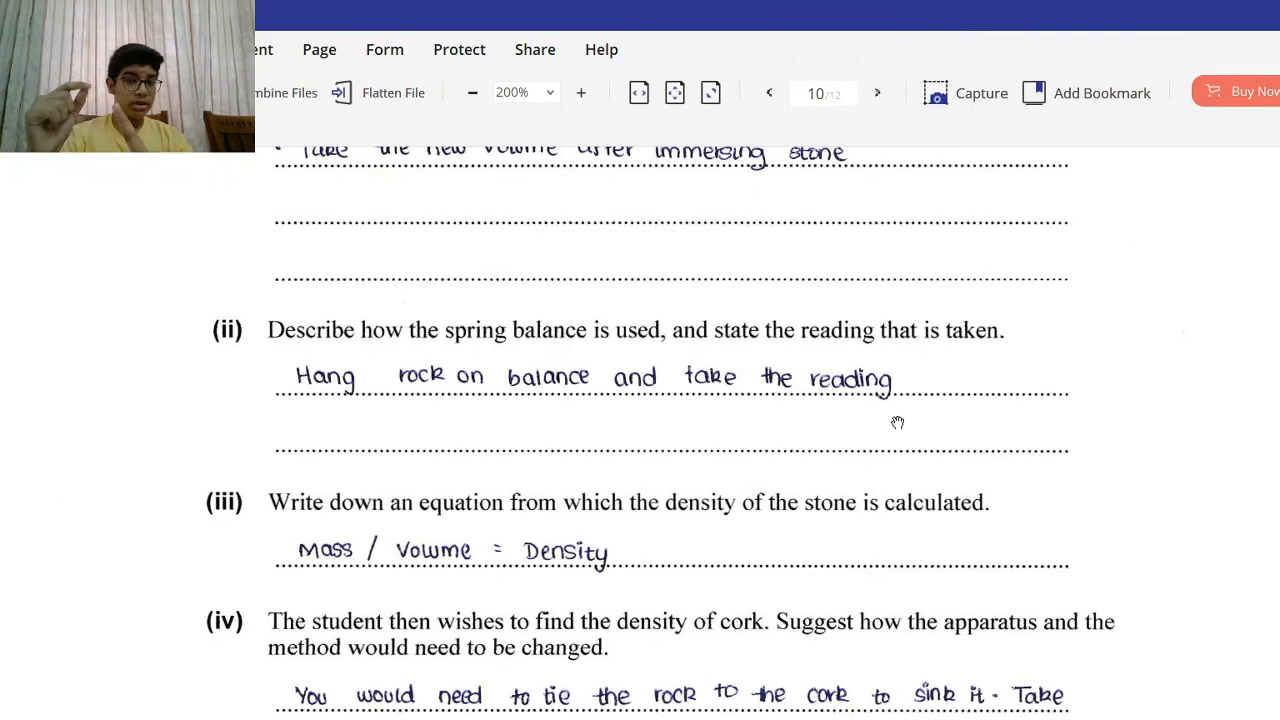 ent Page Form Protect Share Help
mbine Files Flatten File 200% 10/12 Capture Add Bookmark Buy Now
• Take the new volume after immersing stone
(ii) Describe how the spring balance is used, and state the reading that is taken.
Hang rock on balance and take the reading
(iii) Write down an equation from which the density of the stone is calculated.
Mass / Volume = Density
(iv) The student then wishes to find the density of cork. Suggest how the apparatus and the
method would need to be changed.
You would need to tie the rock to the cork to sink it. Take